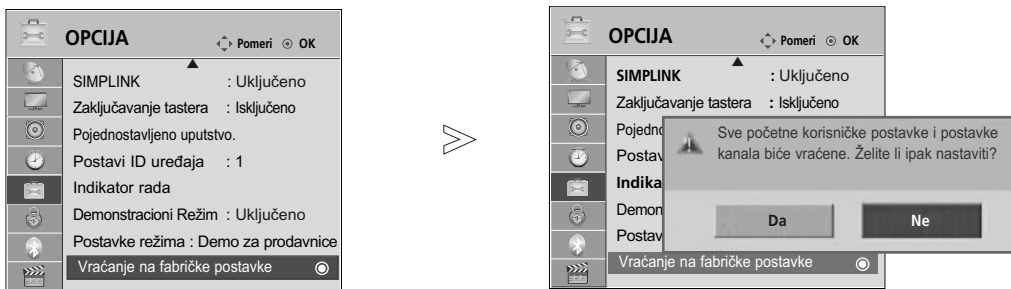 OPCIJA
Pomeri OK
SIMPLINK : Uključeno
Zaključavanje tastera : Isključeno
Pojednostavljeno uputstvo.
Postavi ID uređaja : 1
Indikator rada
Demonstracioni Režim : Uključeno
Postavke režima : Demo za prodavnice
Vraćanje na fabričke postavke
OPCIJA
Pomeri OK
SIMPLINK : Uključeno
Zaključavanje tastera : Isključeno
Pojedno
Postav
Indika
Demon
Postav
Vraćanje na fabričke postavke
Sve početne korisničke postavke i postavke
kanala biće vraćene. Želite li ipak nastaviti?
Da Ne